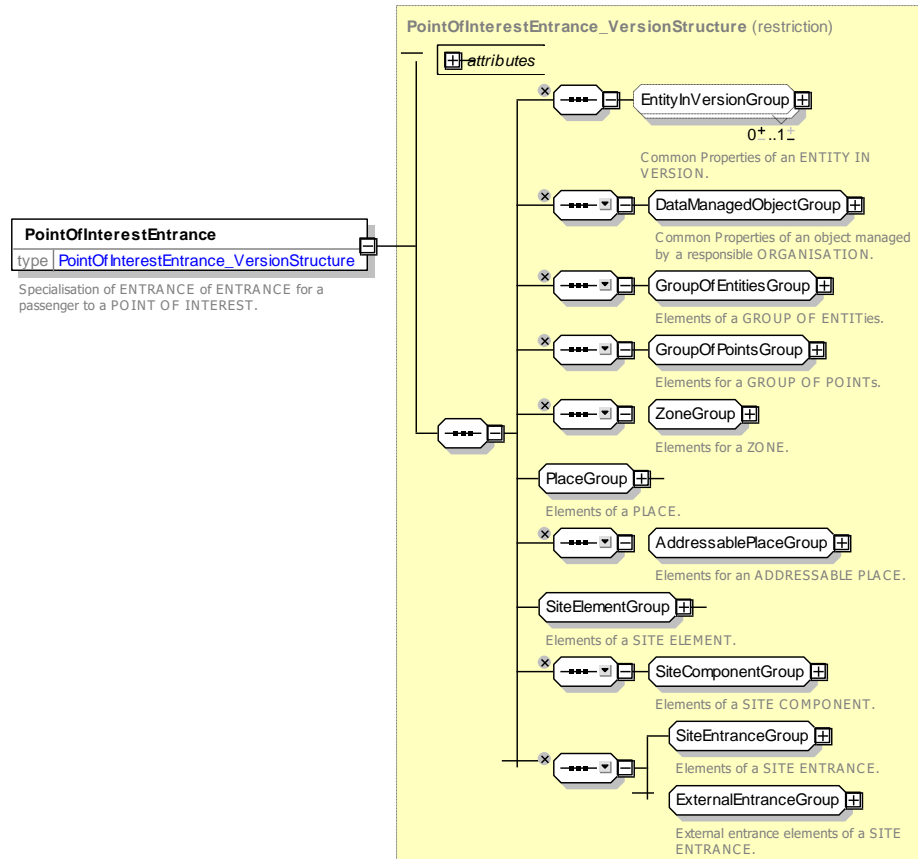 PointOfInterestEntrance_VersionStructure (restriction)
attributes
EntityInVersionGroup
0..1
Common Properties of an ENTITY IN
VERSION.
DataManagedObjectGroup
Common Properties of an object managed
by a responsible ORGANISATION.
PointOfInterestEntrance
type PointOfInterestEntrance_VersionStructure
Specialisation of ENTRANCE of ENTRANCE for a
passenger to a POINT OF INTEREST.
GroupOfEntitiesGroup
Elements of a GROUP OF ENTITies.
GroupOfPointsGroup
Elements for a GROUP OF POINTs.
ZoneGroup
Elements for a ZONE.
PlaceGroup
Elements of a PLACE.
AddressablePlaceGroup
Elements for an ADDRESSABLE PLACE.
SiteElementGroup
Elements of a SITE ELEMENT.
SiteComponentGroup
Elements of a SITE COMPONENT.
SiteEntranceGroup
Elements of a SITE ENTRANCE.
ExternalEntranceGroup
External entrance elements of a SITE
ENTRANCE.